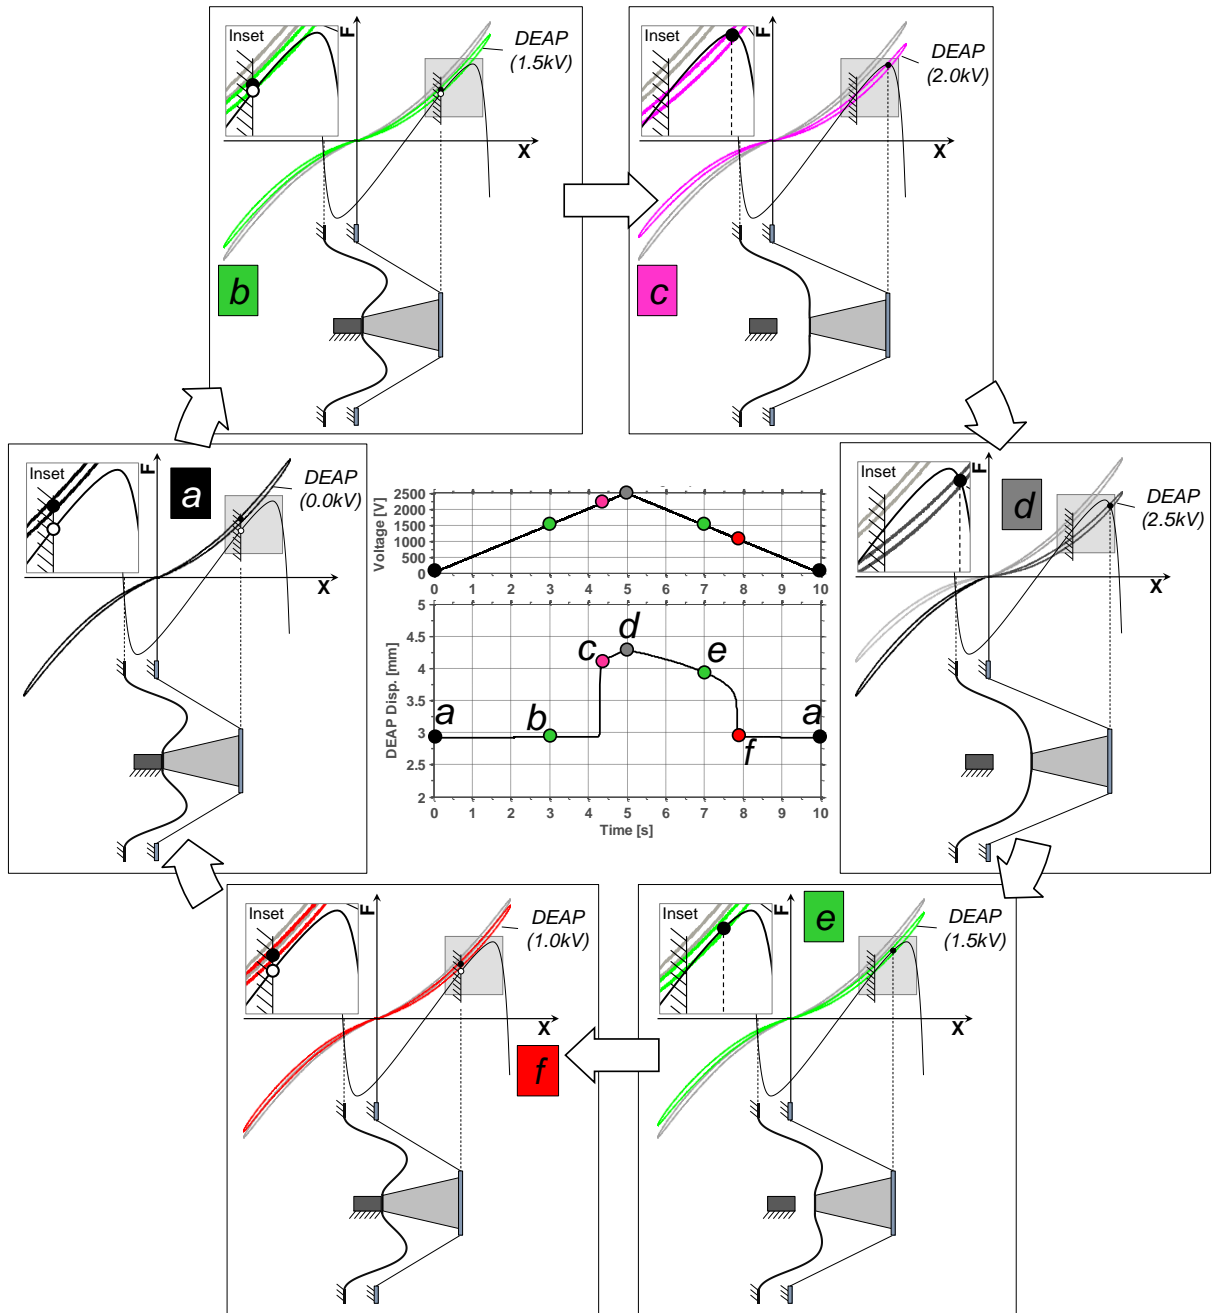 Inset
F
DEAP
(1.5kV)
X
b
Inset
F
DEAP
(2.0kV)
X
c
Inset
a
F
DEAP
(0.0kV)
X
Voltage [V]
2500
2000
1500
1000
500
0
0 1 2 3 4 5 6 7 8 9 10
DEAP Disp. [mm]
5
4.5
4
3.5
3
2.5
2
a
b
c
d
e
f
a
0 1 2 3 4 5 6 7 8 9 10
Time [s]
Inset
F
d
DEAP
(2.5kV)
X
Inset
F
DEAP
(1.0kV)
X
f
Inset
F
e
DEAP
(1.5kV)
X